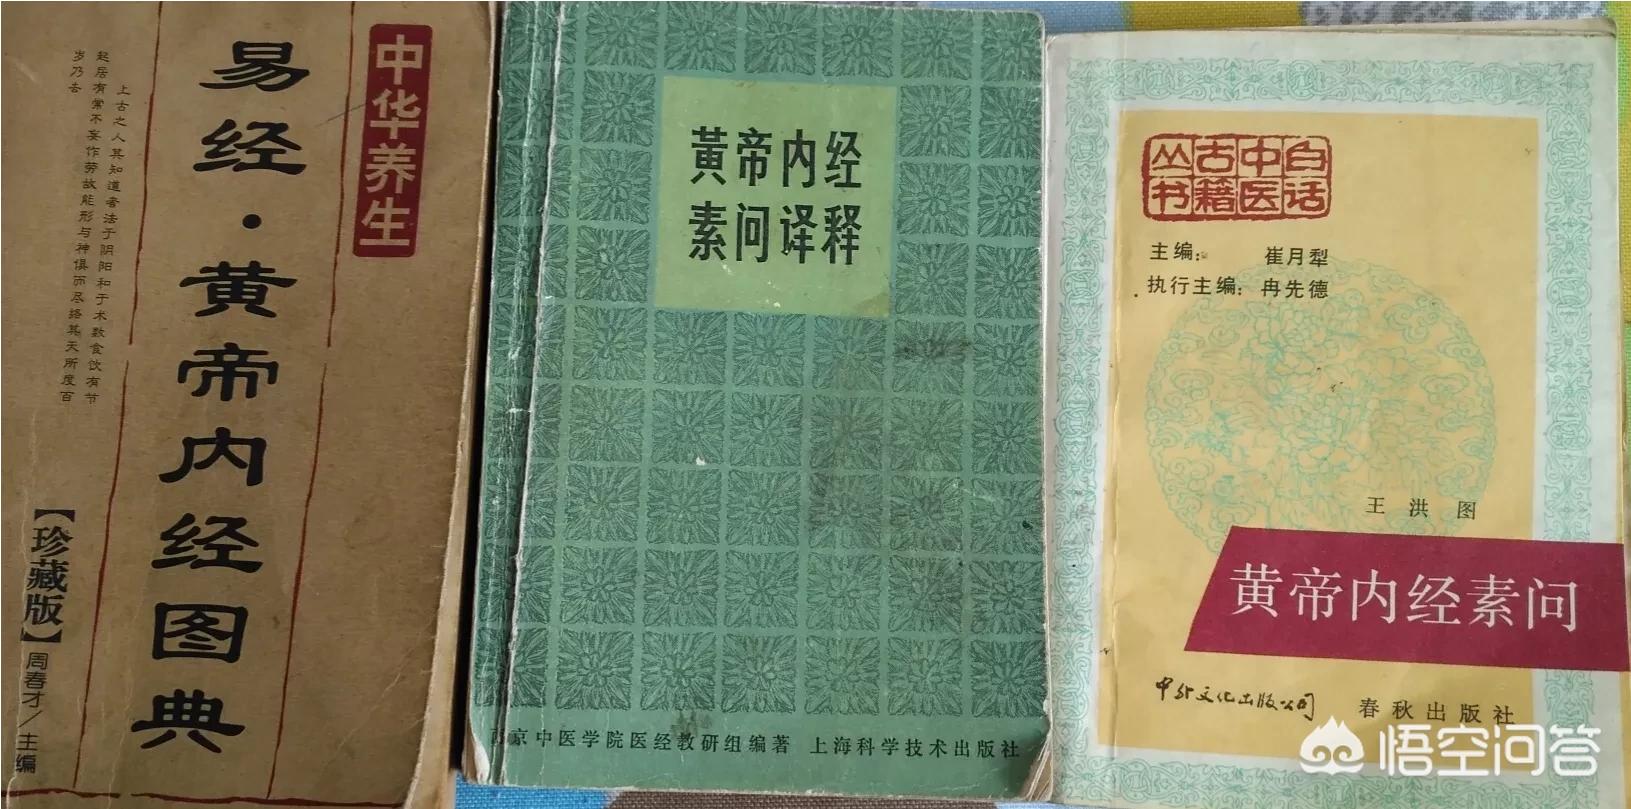 中华养生
易经·黄帝内经图典
上古之人其知道者法于阴阳和于术数食饮有节
起居有常不妄作劳故能形与神俱而尽终其天所度百
岁乃去
【珍藏版】
周春才/主编
黄帝内经
素问译释
南京中医学院医经教研组编著 上海科学技术出版社
白话
中医
古籍
丛书
主编: 崔月犁
执行主编: 冉先德
王洪图
黄帝内经素问
中外文化出版公司 春秋出版社
悟空问答